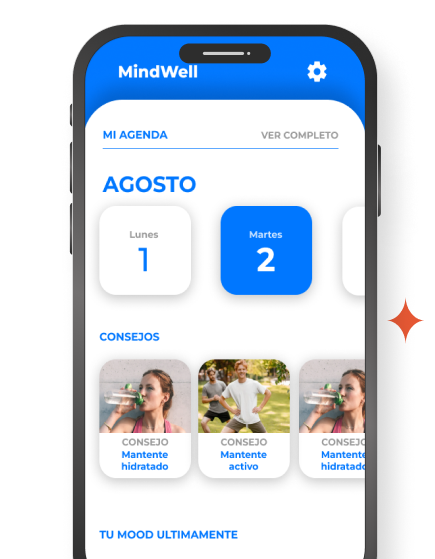 MindWell
MI AGENDA
VER COMPLETO
AGOSTO
Lunes
1
Martes
2
CONSEJOS
CONSEJO
Mantente
hidratado
CONSEJO
Mantente
activo
CONSEJO
Mantente
hidratado
TU MOOD ULTIMAMENTE